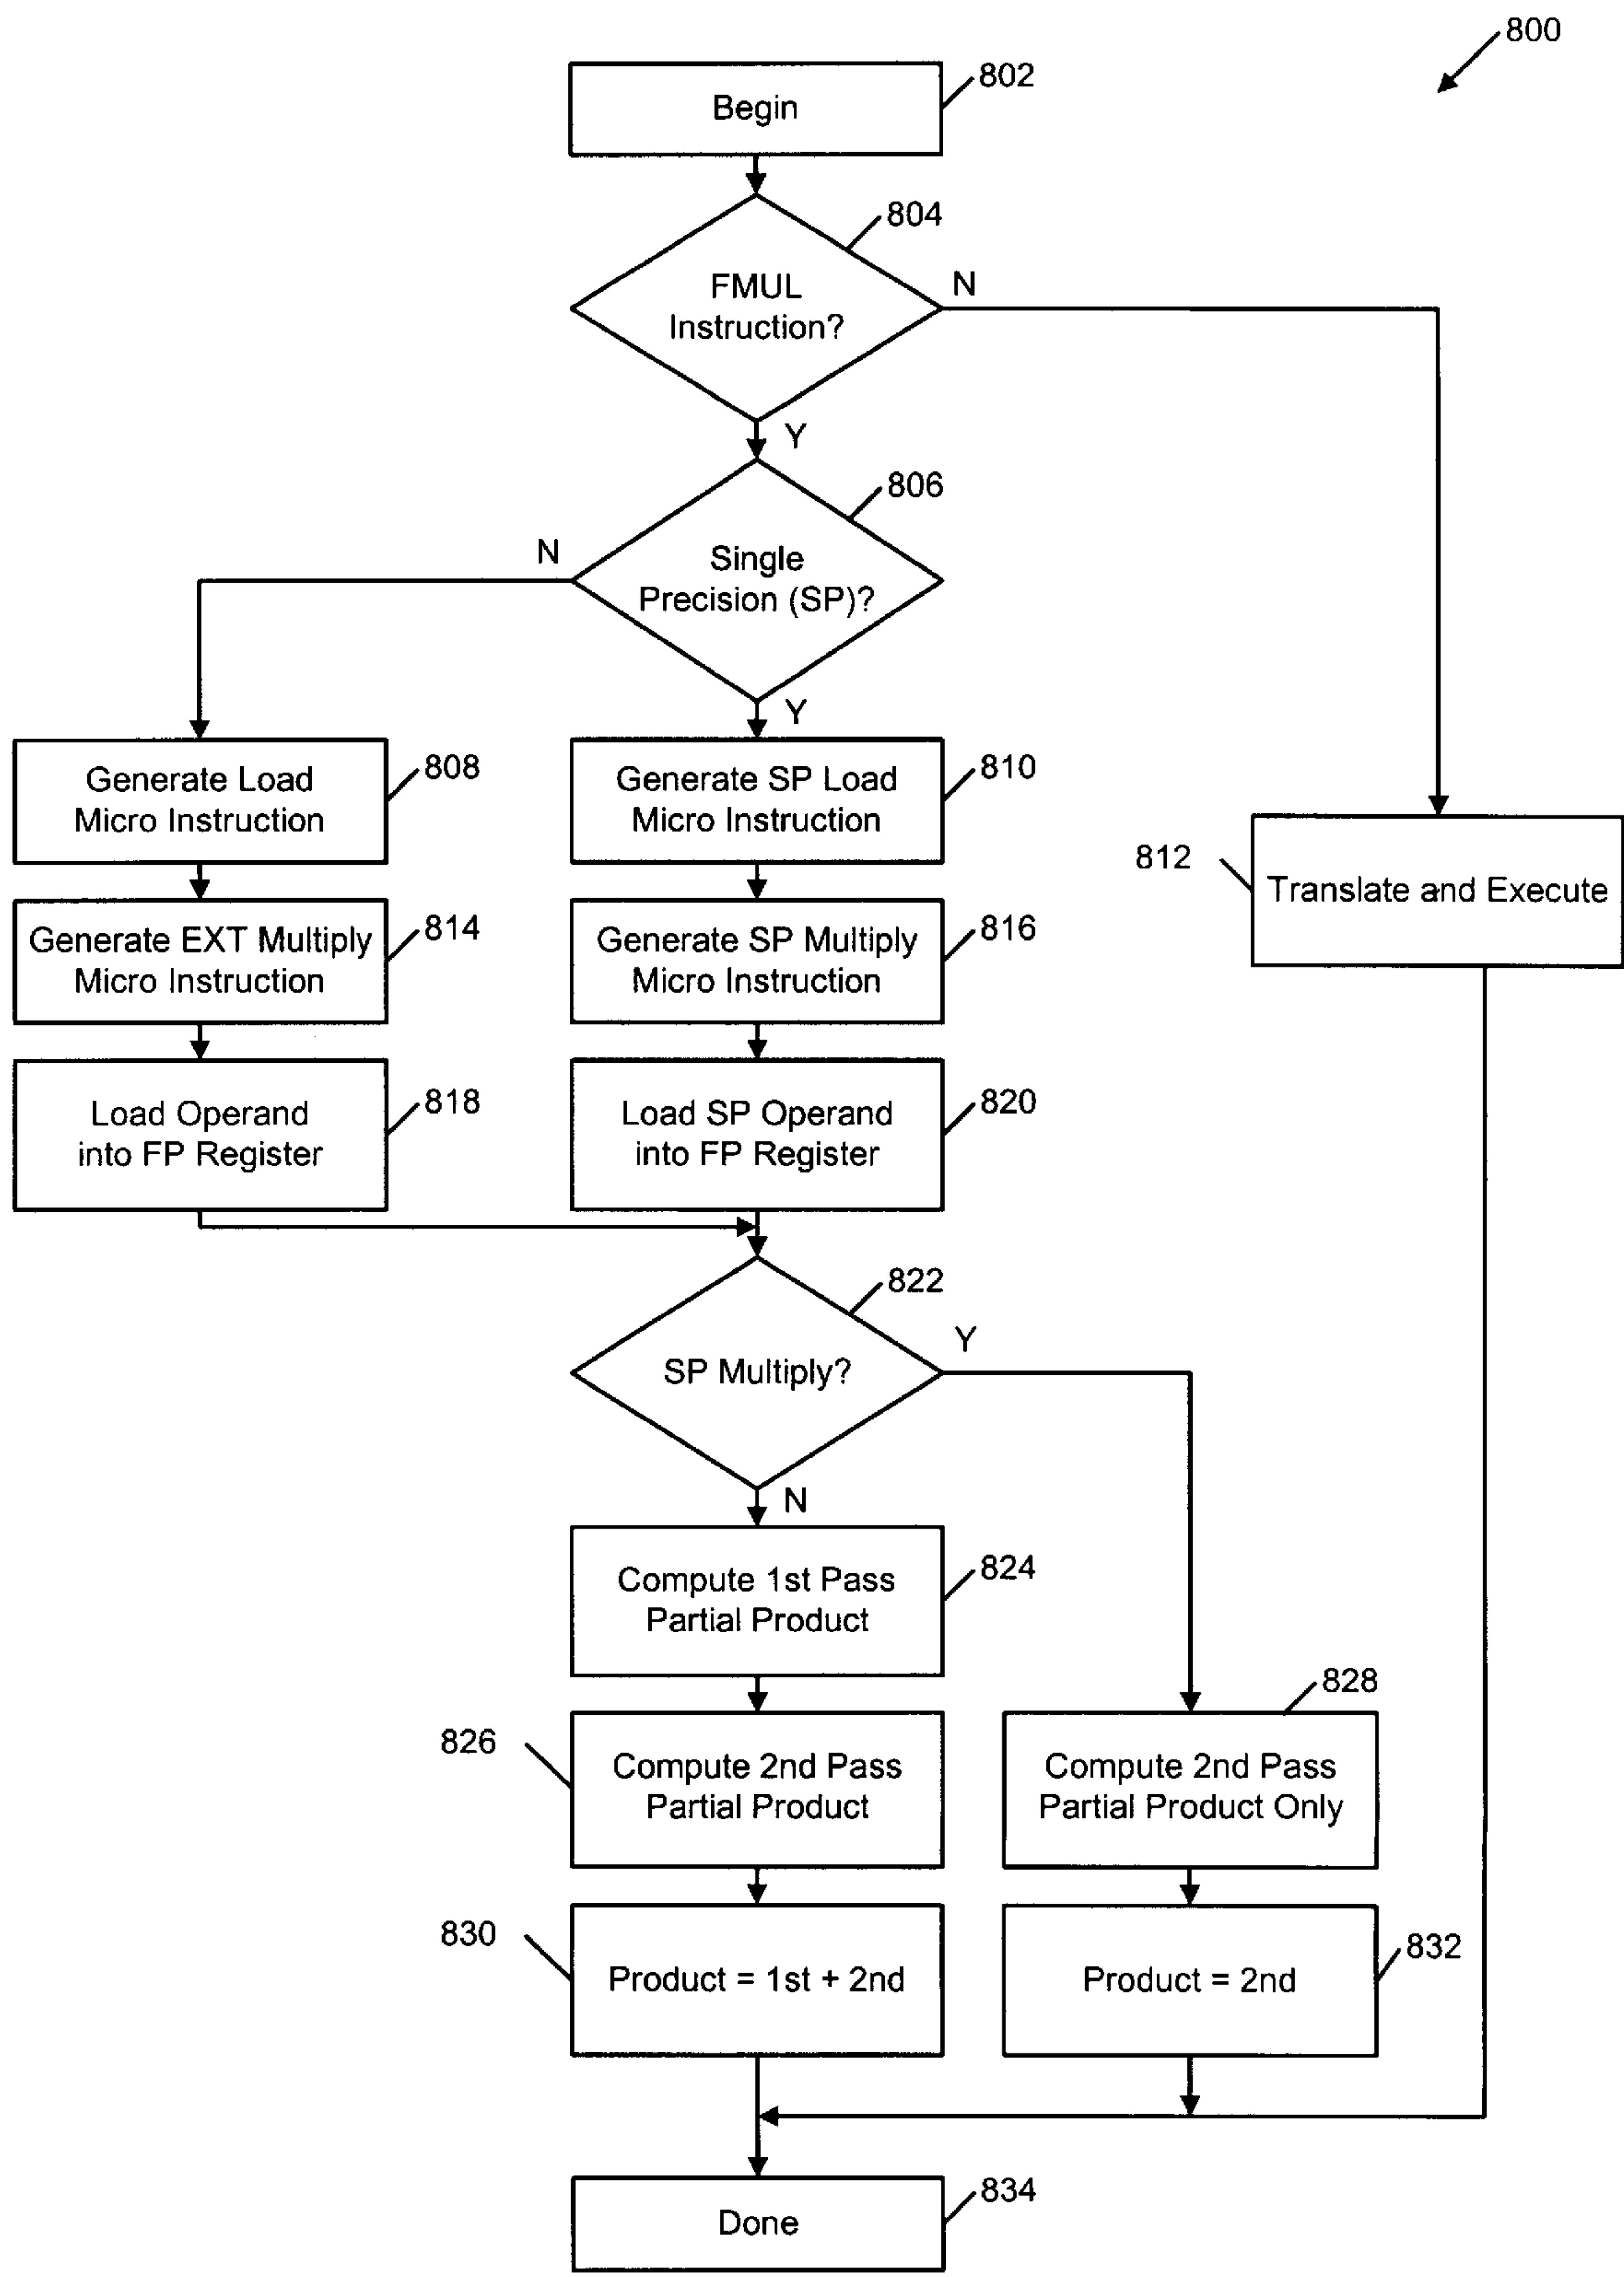 800
Begin
802
804
FMUL
Instruction?
N
Y
806
Single
Precision (SP)?
N
Y
Generate Load
Micro Instruction
808
Generate SP Load
Micro Instruction
810
812
Translate and Execute
Generate EXT Multiply
Micro Instruction
814
Generate SP Multiply
Micro Instruction
816
Load Operand
into FP Register
818
Load SP Operand
into FP Register
820
822
SP Multiply?
Y
N
Compute 1st Pass
Partial Product
824
826
Compute 2nd Pass
Partial Product
828
Compute 2nd Pass
Partial Product Only
830
Product = 1st + 2nd
832
Product = 2nd
834
Done